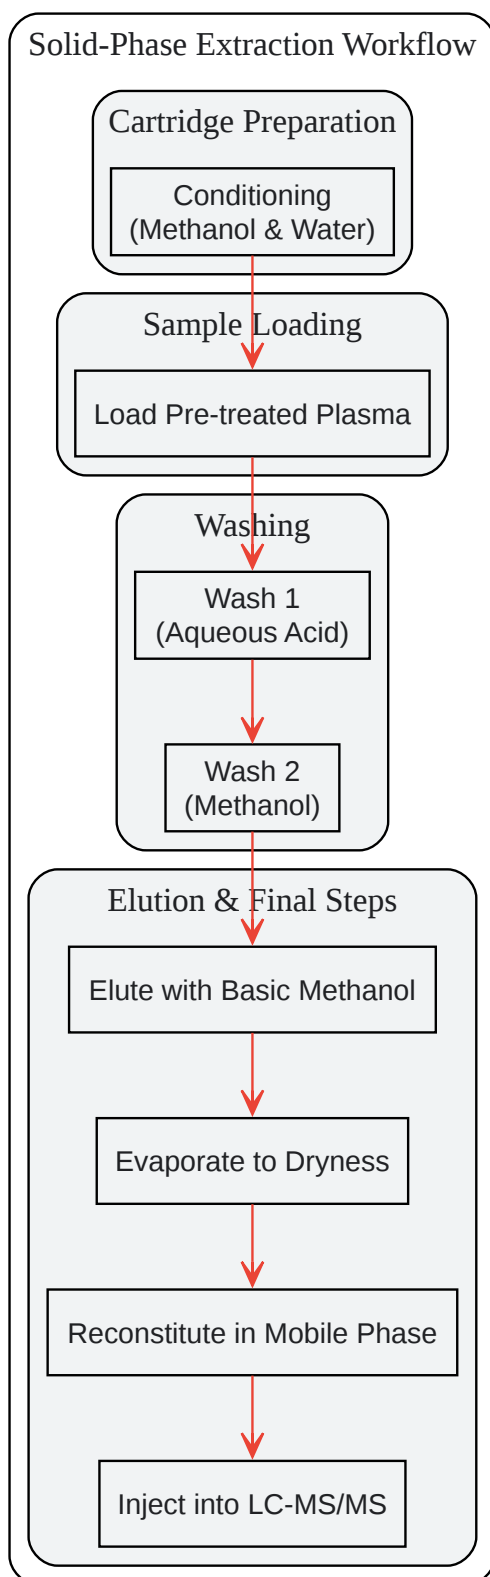 Solid-Phase Extraction Workflow
Cartridge Preparation
Conditioning
(Methanol & Water)
Sample Loading
Load Pre-treated Plasma
Washing
Wash 1
(Aqueous Acid)
Wash 2
(Methanol)
Elution & Final Steps
Elute with Basic Methanol
Evaporate to Dryness
Reconstitute in Mobile Phase
Inject into LC-MS/MS